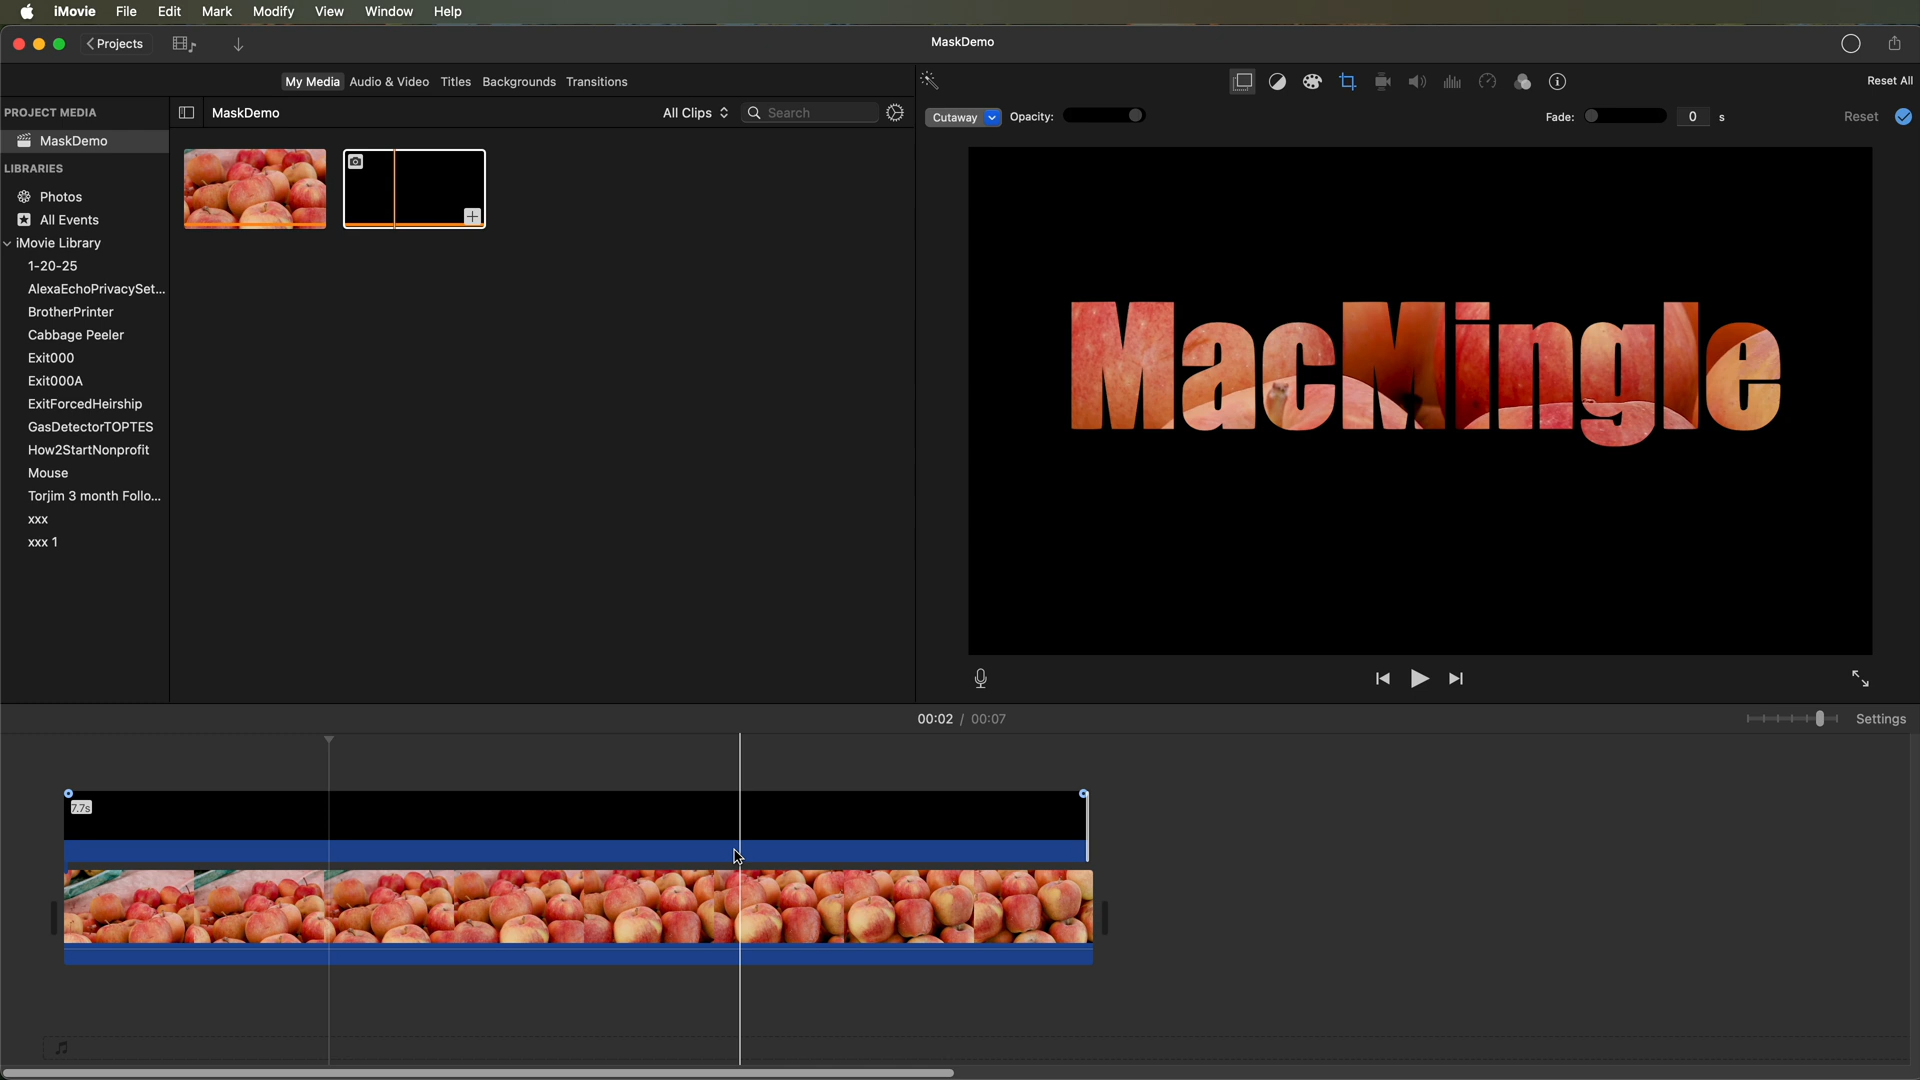 iMovie File Edit Mark Modify View Window Help
Projects
MaskDemo
My Media Audio & Video Titles Backgrounds Transitions
Reset All
PROJECT MEDIA
MaskDemo
All Clips
Search
Cutaway
Opacity:
Fade:
0 s
Reset
MaskDemo
LIBRARIES
Photos
All Events
iMovie Library
1-20-25
AlexaEchoPrivacySet...
BrotherPrinter
Cabbage Peeler
Exit000
Exit000A
ExitForcedHeirship
GasDetectorTOPTES
How2StartNonprofit
Mouse
Torjim 3 month Follo...
xxx
xxx 1
MacMingle
00:02 / 00:07
Settings
7.7s